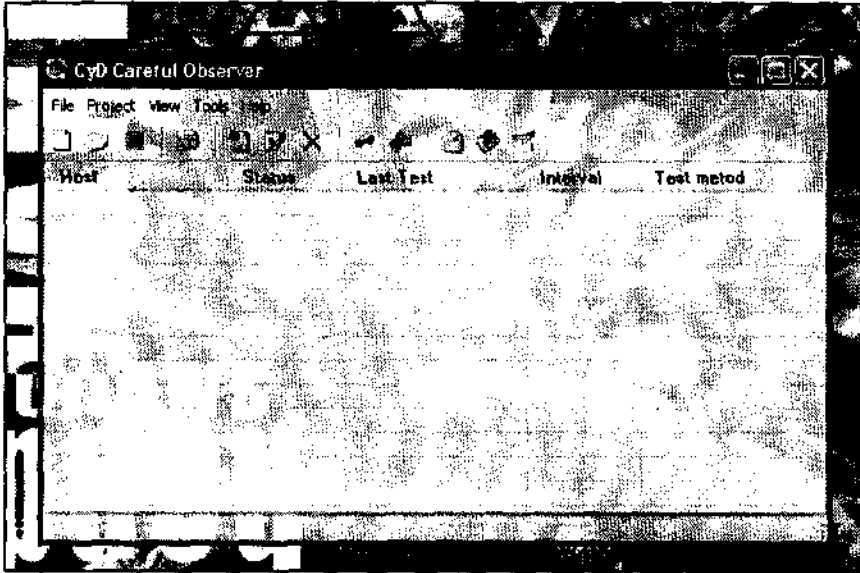 CyD Careful Observer
File Project View Tools Help
Host Status Last Test Interval Test metod